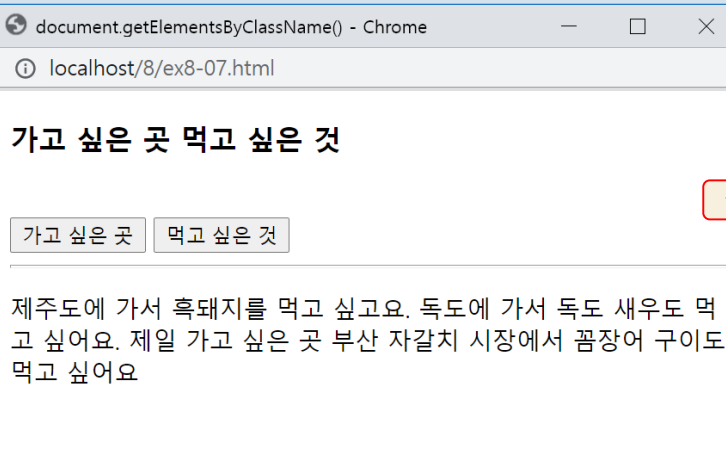 document.getElementsByClassName() - Chrome
localhost/8/ex8-07.html
가고 싶은 곳 먹고 싶은 것
가고 싶은 곳 먹고 싶은 것
제주도에 가서 흑돼지를 먹고 싶고요. 독도에 가서 독도 새우도 먹
고 싶어요. 제일 가고 싶은 곳 부산 자갈치 시장에서 꼼장어 구이도
먹고 싶어요